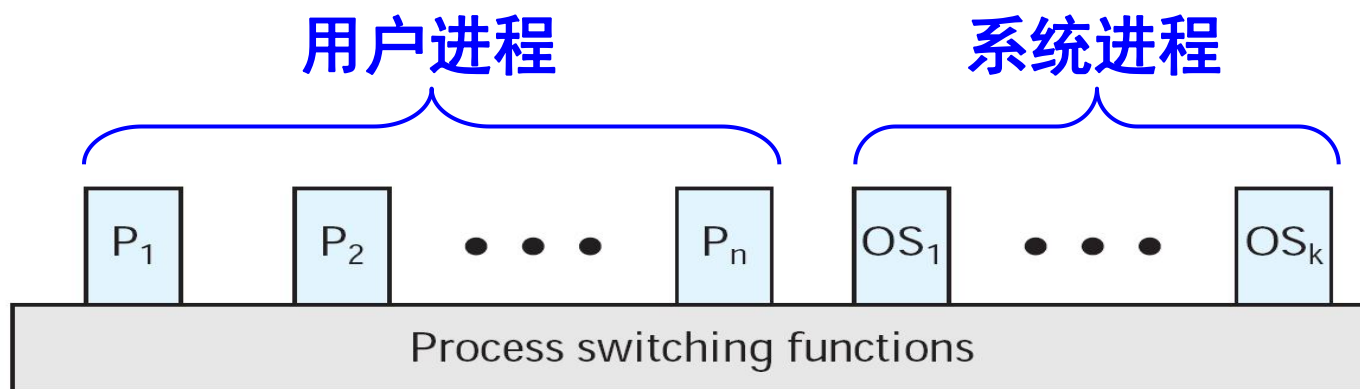 用户进程 系统进程
P₁ P₂ ••• Pₙ OS₁ ••• OSₖ
Process switching functions